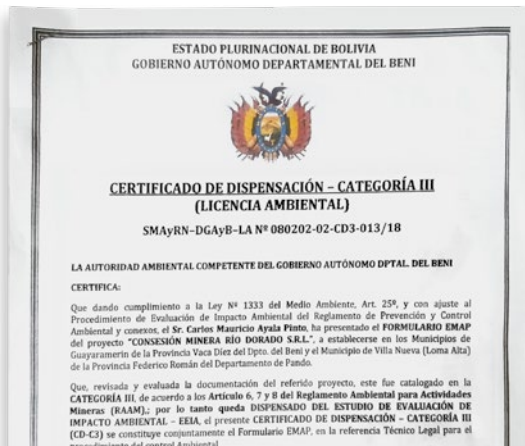 ESTADO PLURINACIONAL DE BOLIVIA
GOBIERNO AUTÓNOMO DEPARTAMENTAL DEL BENI
CERTIFICADO DE DISPENSACIÓN – CATEGORÍA III
(LICENCIA AMBIENTAL)
SMAyRN–DGAyB–LA Nº 080202-02-CD3-013/18
LA AUTORIDAD AMBIENTAL COMPETENTE DEL GOBIERNO AUTÓNOMO DPTAL. DEL BENI
CERTIFICA:
Que dando cumplimiento a la Ley Nº 1333 del Medio Ambiente, Art. 25º, y con ajuste al
Procedimiento de Evaluación de Impacto Ambiental del Reglamento de Prevención y Control
Ambiental y conexos, el Sr. Carlos Mauricio Ayala Pinto, ha presentado el FORMULARIO EMAP
del proyecto "CONSESIÓN MINERA RÍO DORADO S.R.L.", a establecerse en los Municipios de
Guayaramerin de la Provincia Vaca Díez del Dpto. del Beni y el Municipio de Villa Nueva (Loma Alta)
de la Provincia Federico Román del Departamento de Pando.
Que, revisada y evaluada la documentación del referido proyecto, este fue catalogado en la
CATEGORÍA III, de acuerdo a los Artículo 6, 7 y 8 del Reglamento Ambiental para Actividades
Mineras (RAAM),; por lo tanto queda DISPENSADO DEL ESTUDIO DE EVALUACIÓN DE
IMPACTO AMBIENTAL – EEIA, el presente CERTIFICADO DE DISPENSACIÓN – CATEGORÍA III
(CD-C3) se constituye conjuntamente el Formulario EMAP, en la referencia Técnico Legal para el
procedimiento del control Ambiental